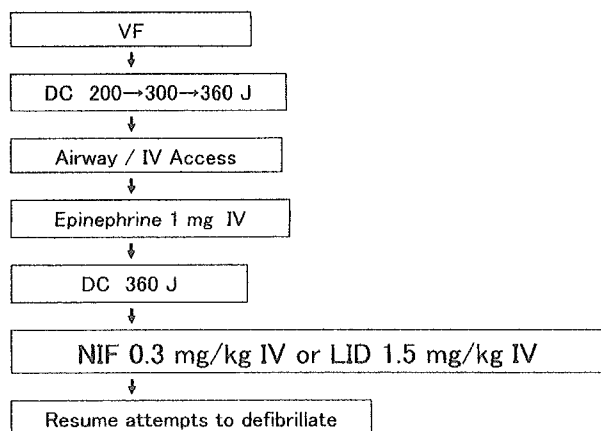 VF
DC 200→300→360 J
Airway / IV Access
Epinephrine 1 mg IV
DC 360 J
NIF 0.3 mg/kg IV or LID 1.5 mg/kg IV
Resume attempts to defibrillate